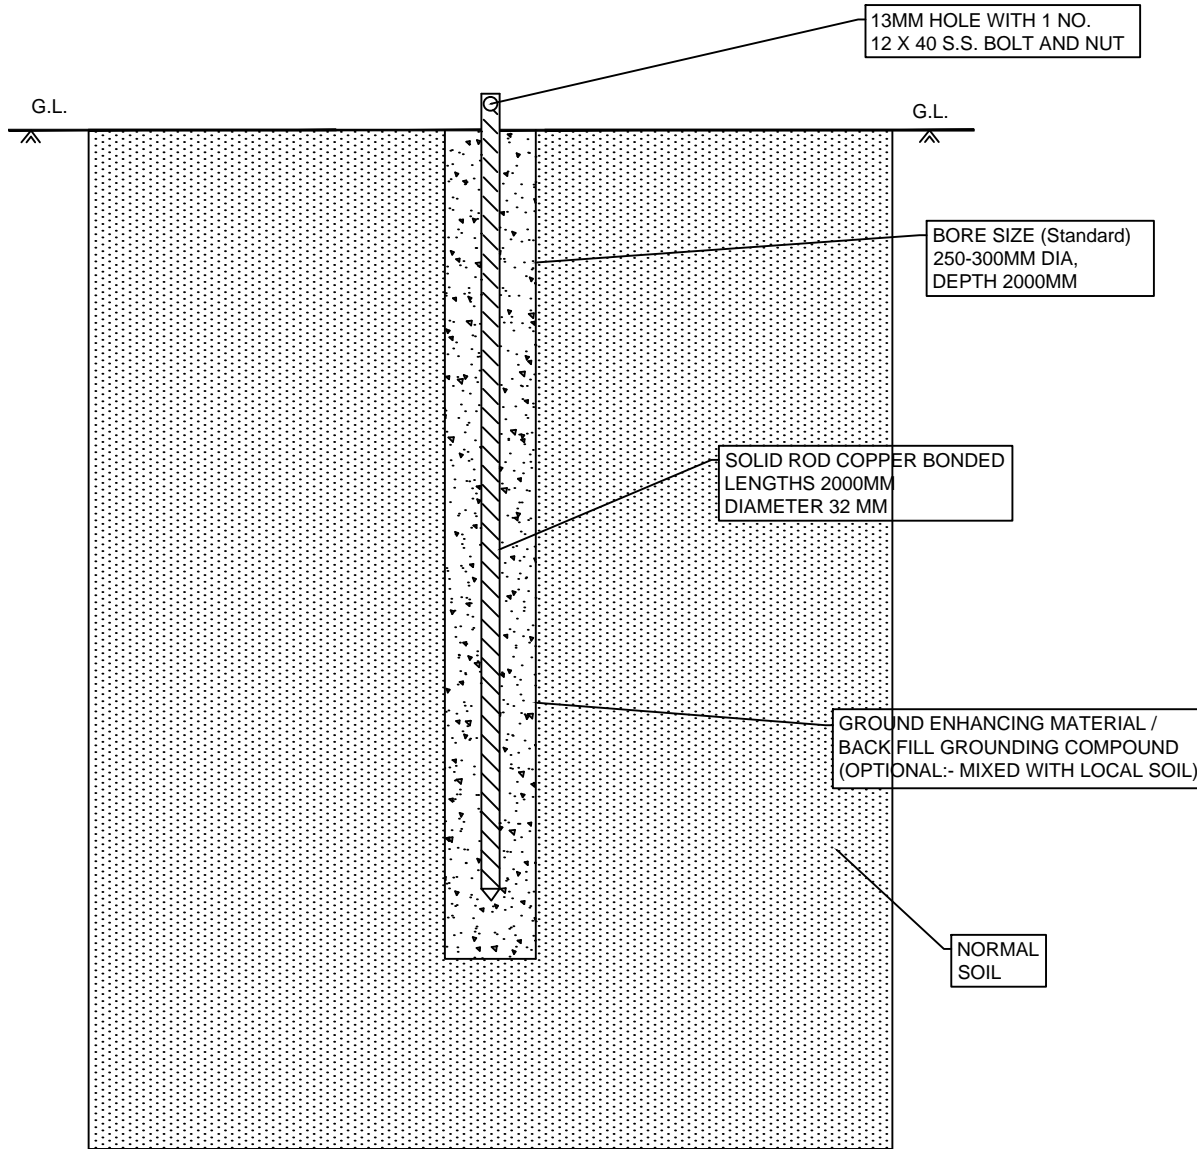 13MM HOLE WITH 1 NO.
12 X 40 S.S. BOLT AND NUT
G.L.
G.L.
BORE SIZE (Standard)
250-300MM DIA,
DEPTH 2000MM
SOLID ROD COPPER BONDED
LENGTHS 2000MM
DIAMETER 32 MM
GROUND ENHANCING MATERIAL /
BACK FILL GROUNDING COMPOUND
(OPTIONAL:- MIXED WITH LOCAL SOIL)
NORMAL
SOIL